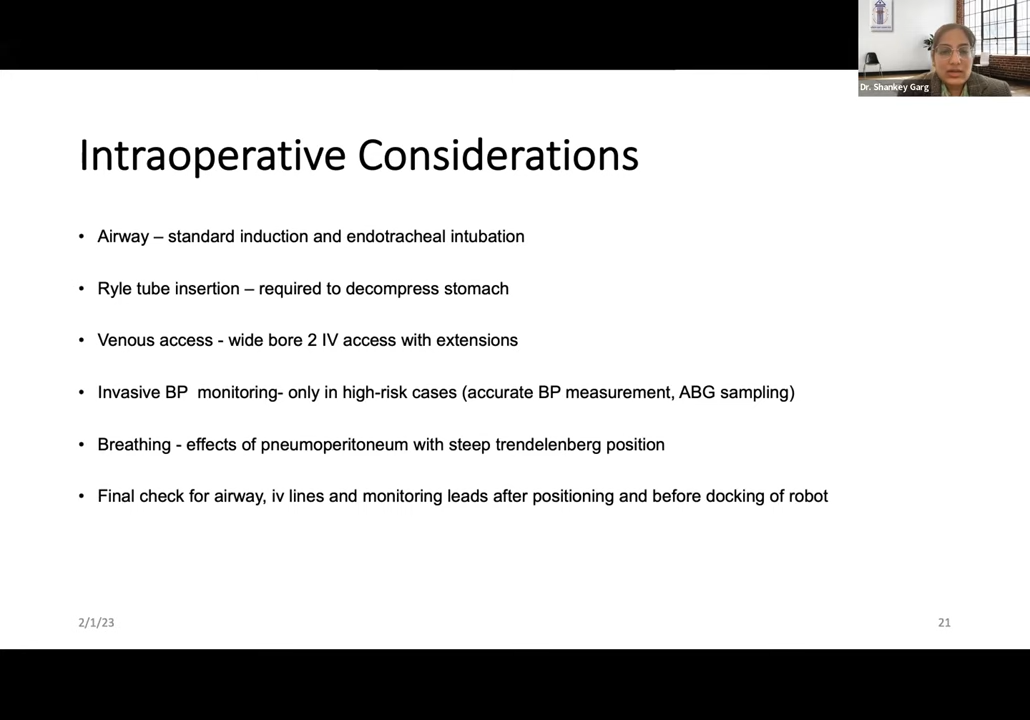 Dr. Shankey Garg
Intraoperative Considerations
• Airway – standard induction and endotracheal intubation
• Ryle tube insertion – required to decompress stomach
• Venous access - wide bore 2 IV access with extensions
• Invasive BP  monitoring- only in high-risk cases (accurate BP measurement, ABG sampling)
• Breathing - effects of pneumoperitoneum with steep trendelenberg position
• Final check for airway, iv lines and monitoring leads after positioning and before docking of robot
2/1/23
21